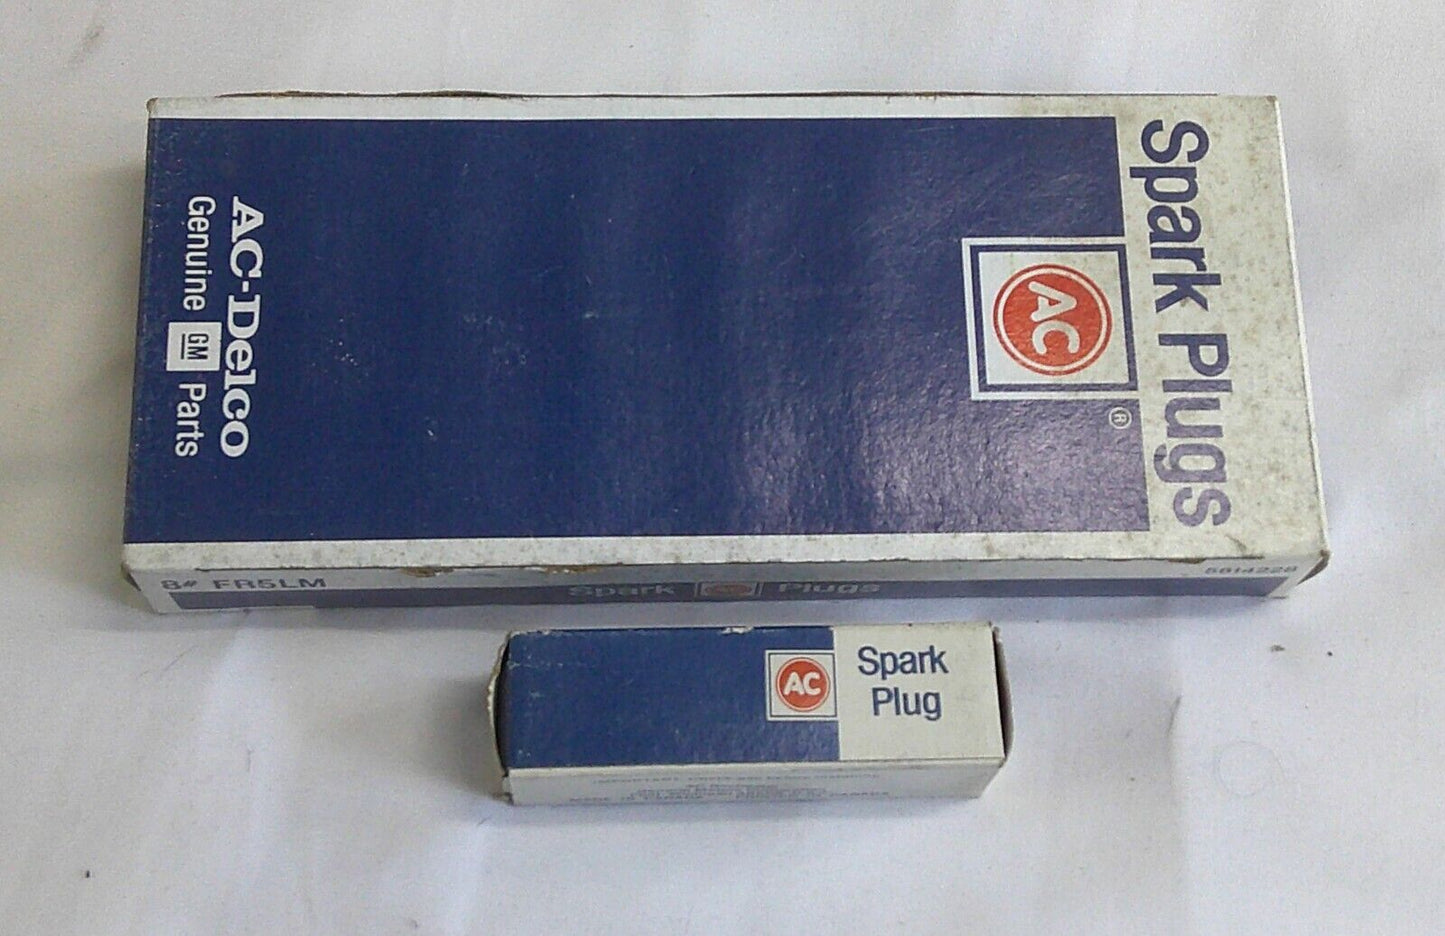 Spark Plugs
AC
®
AC-Delco
Genuine GM Parts
8# FR5LM
Spark AC Plugs
5614228
AC
Spark
Plug